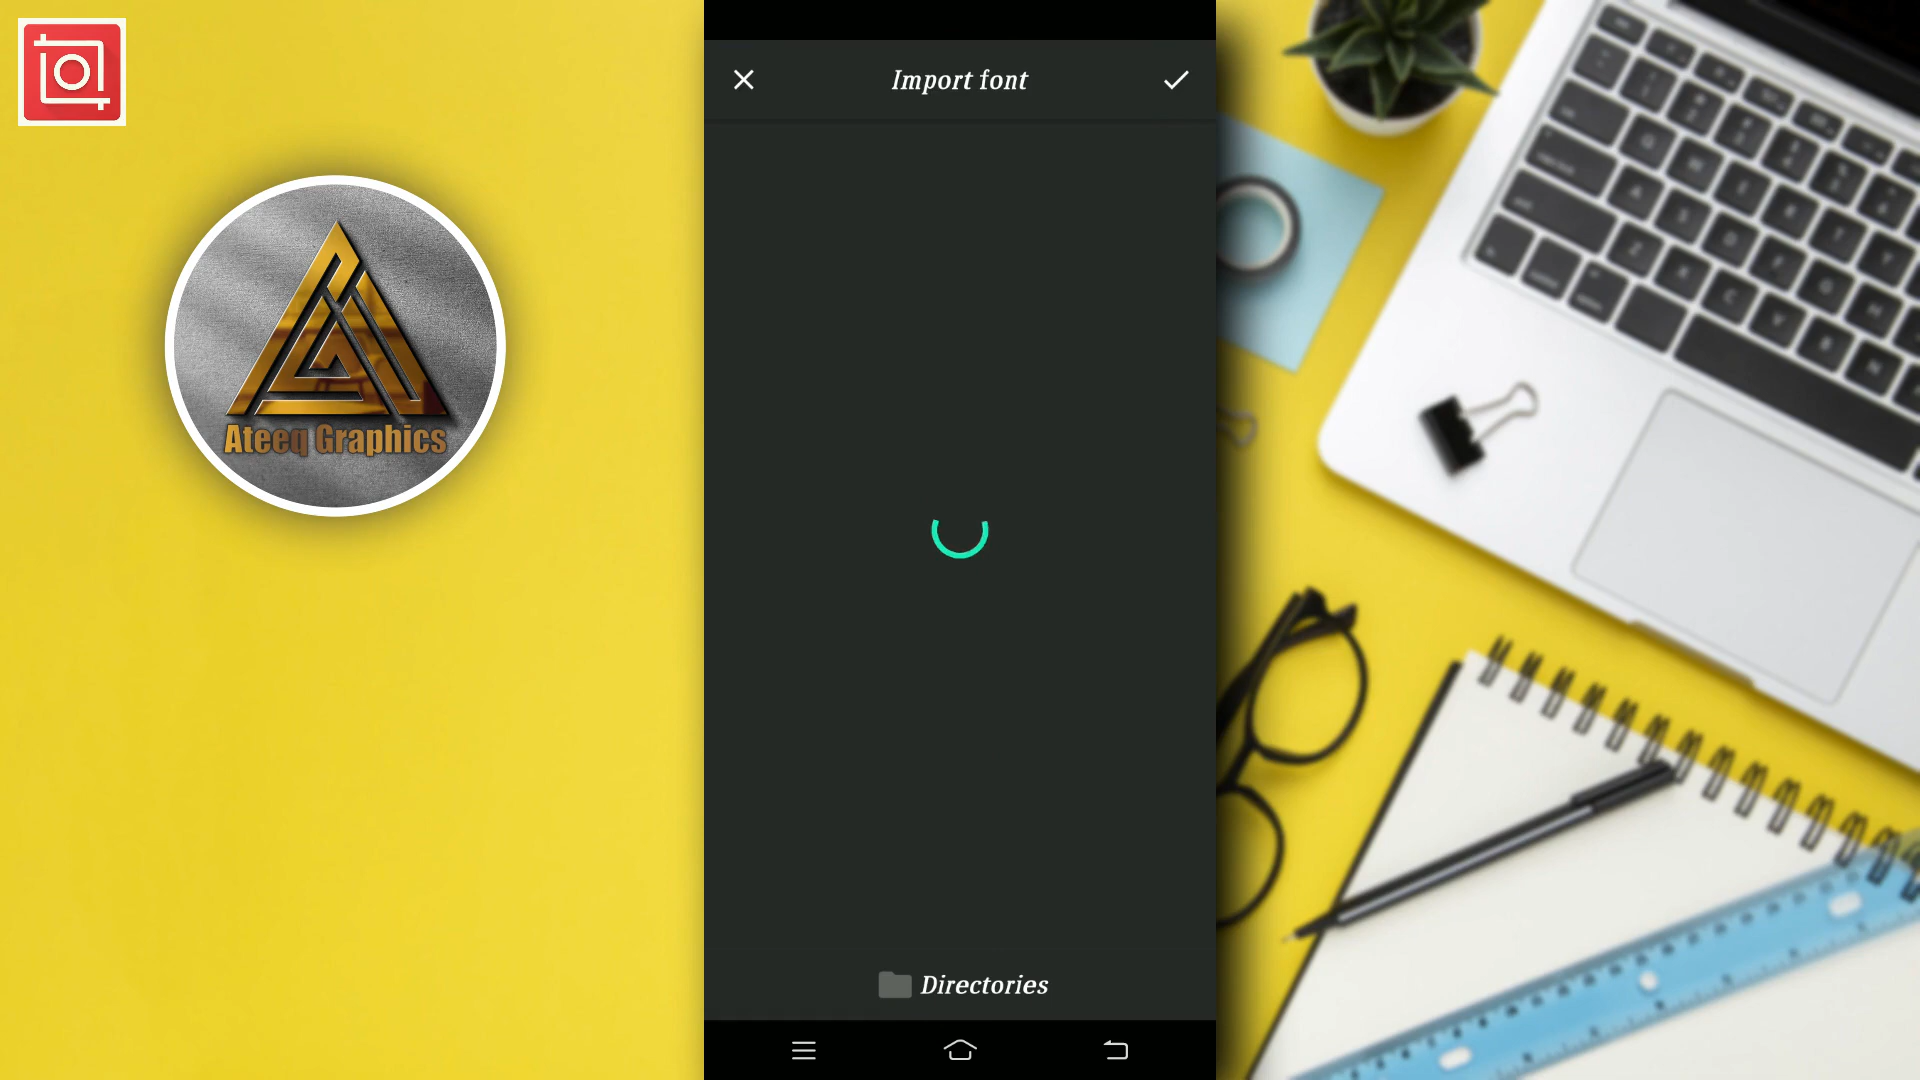 Import font
Ateeq Graphics
Directories